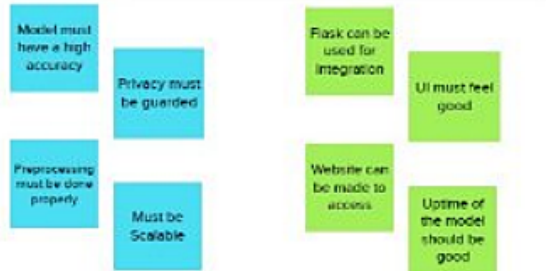 Model must
have a high
accuracy
Privacy must
be guarded
Preprocessing
must be done
properly
Must be
Scalable
Flask can be
used for
integration
UI must feel
good
Website can
be made to
access
Uptime of
the model
should be
good